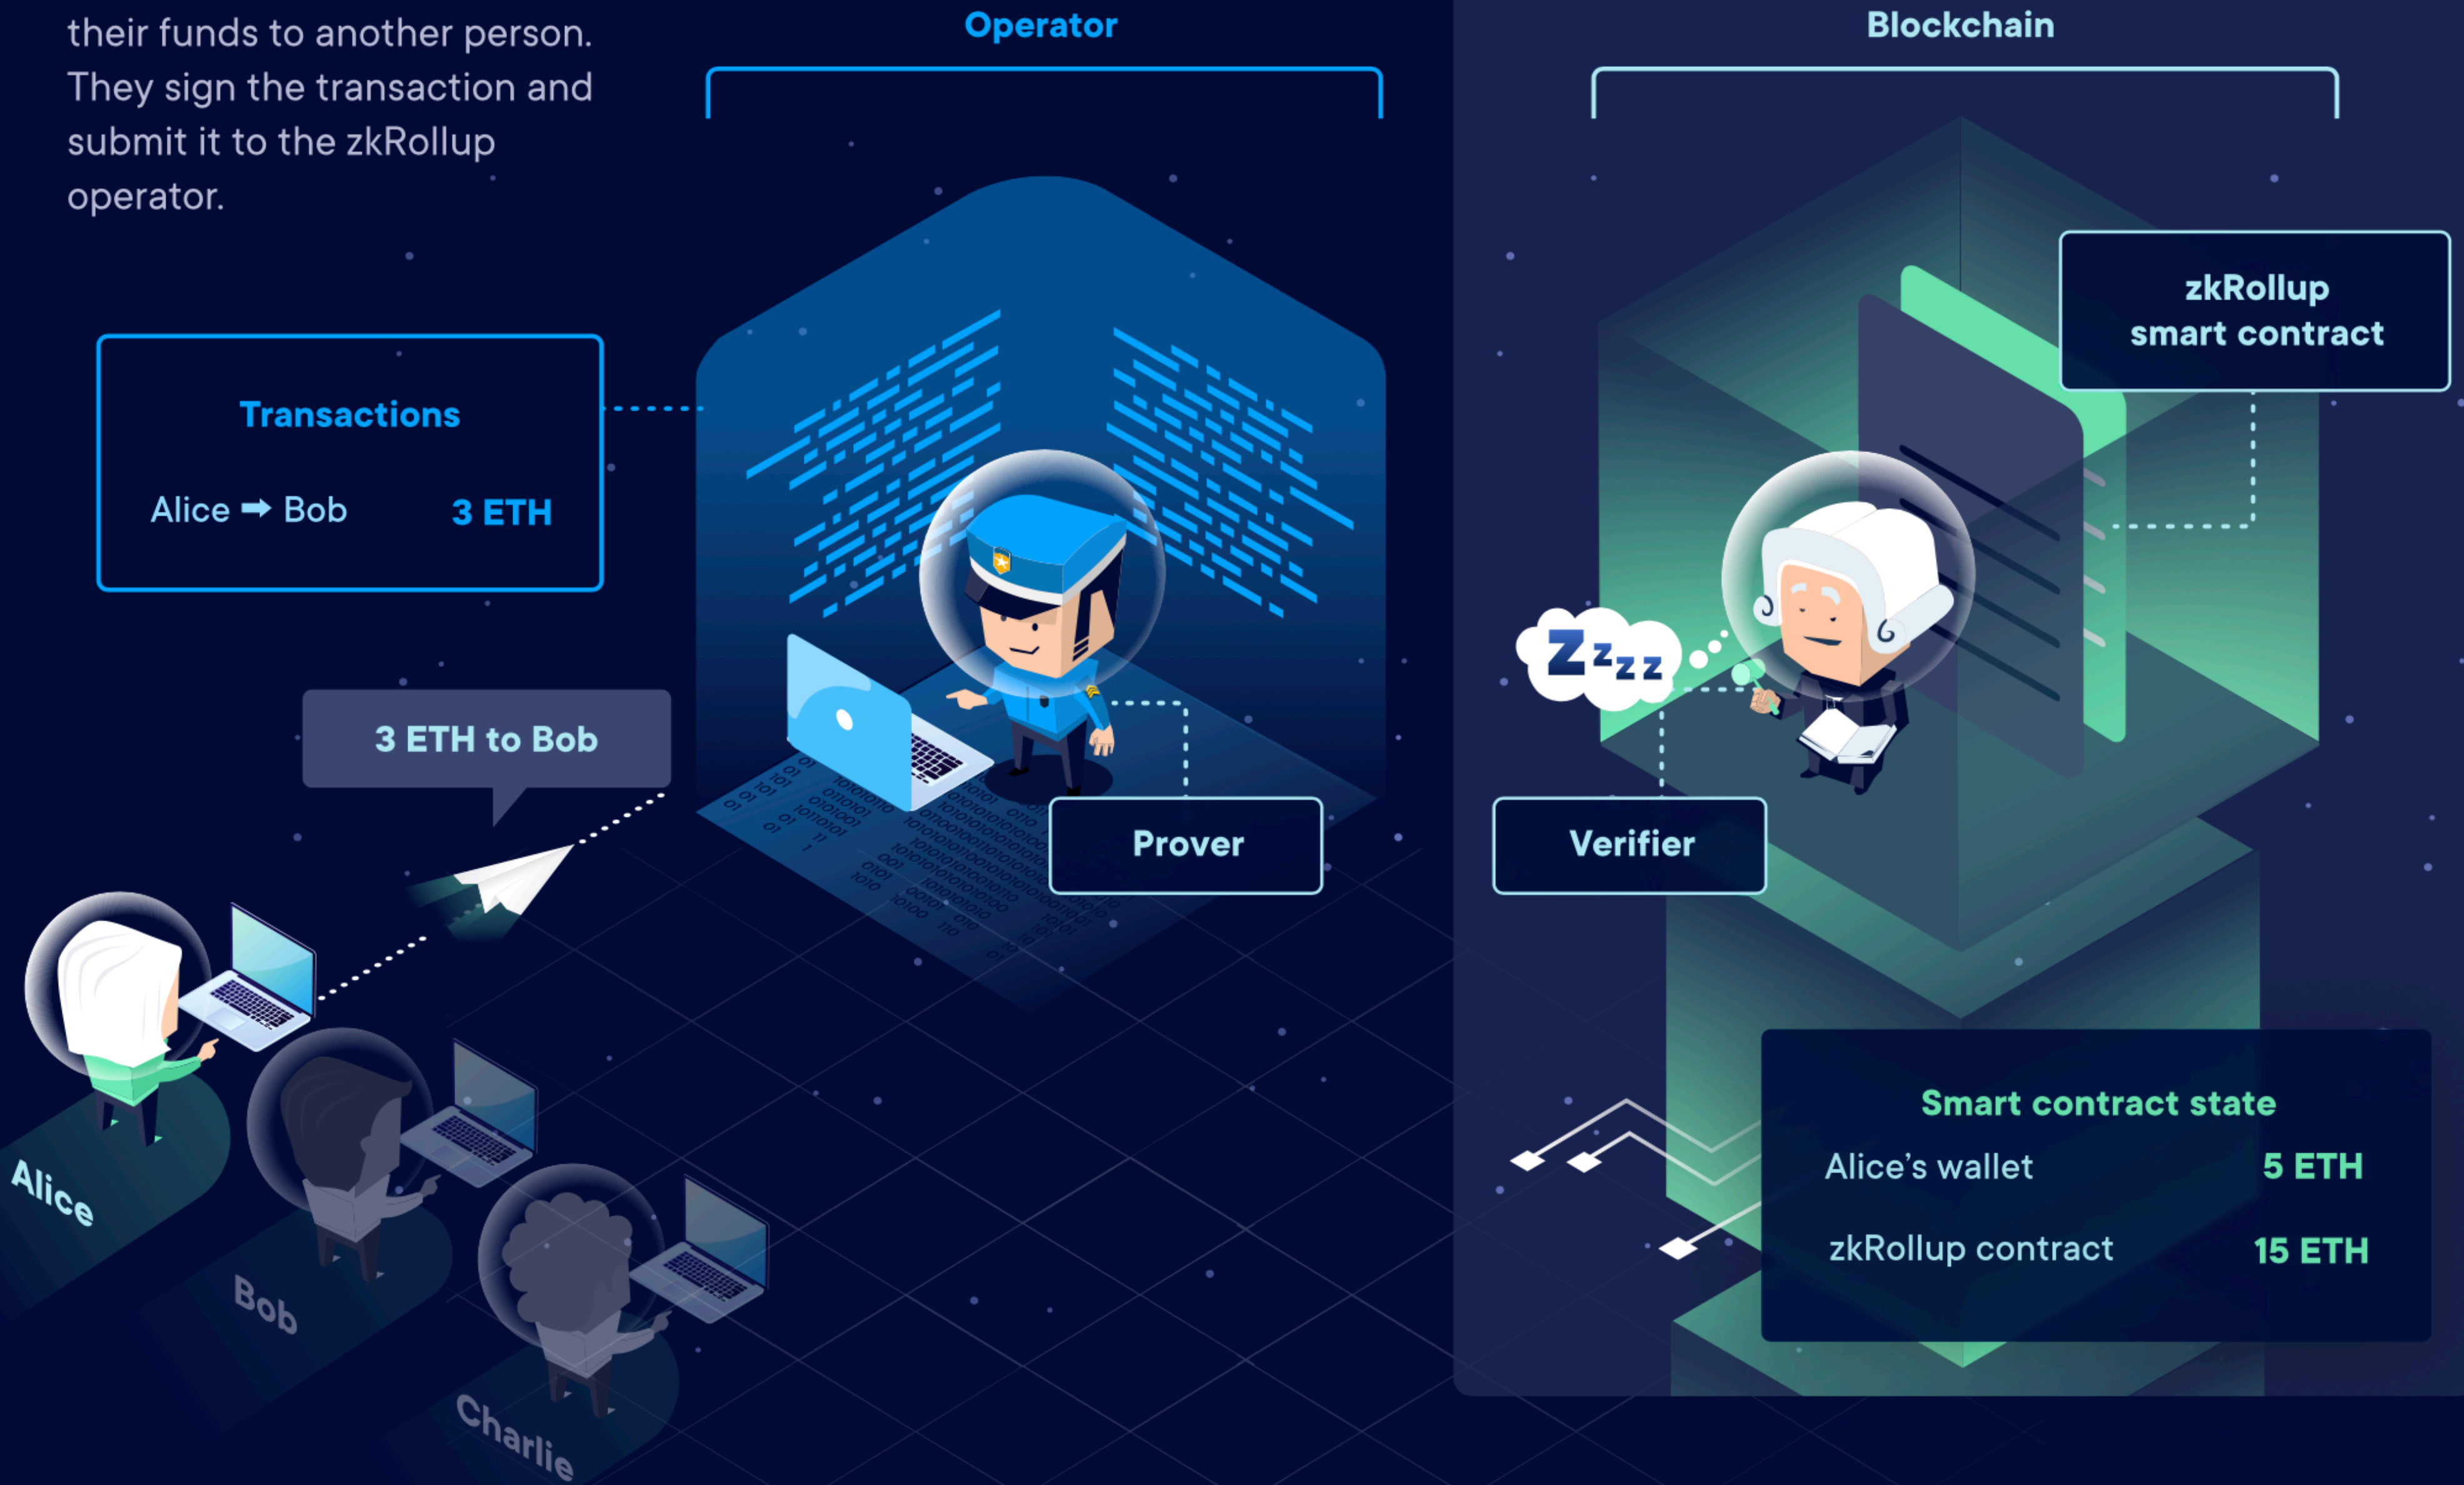 their funds to another person.
They sign the transaction and
submit it to the zkRollup
operator.
Operator
Blockchain
zkRollup
smart contract
Transactions
Alice ➡ Bob 3 ETH
Zzzz
3 ETH to Bob
Prover
Verifier
Alice
Bob
Charlie
Smart contract state
Alice’s wallet 5 ETH
zkRollup contract 15 ETH